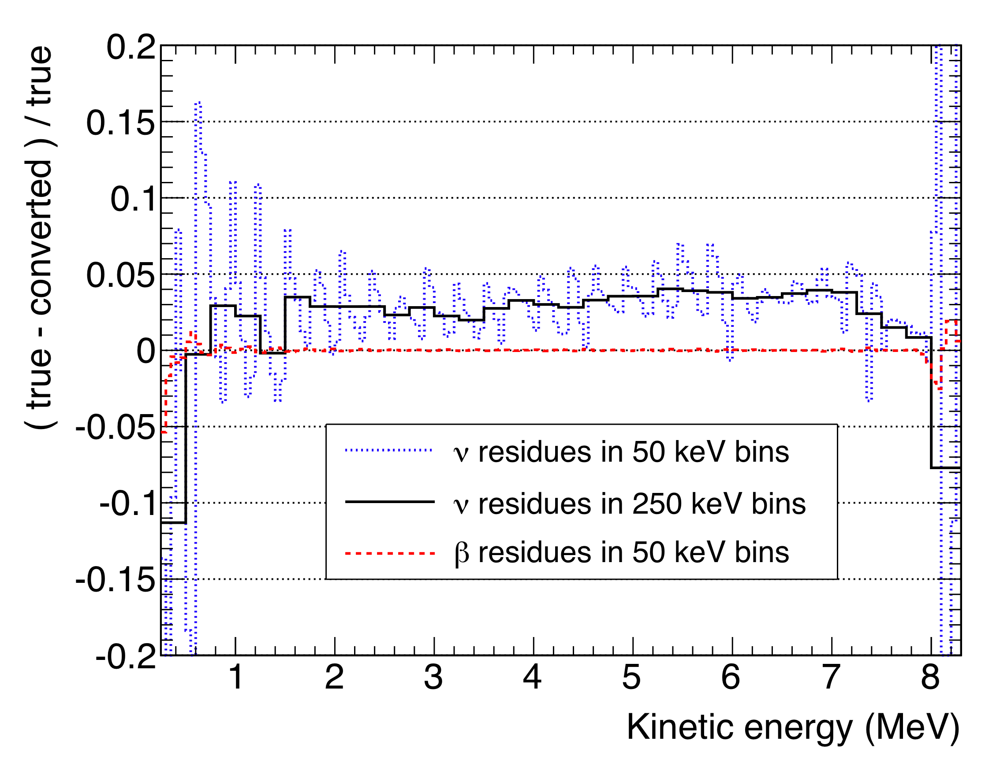 ( true - converted ) / true
0.2
0.15
0.1
0.05
0
-0.05
-0.1
-0.15
-0.2
ν residues in 50 keV bins
ν residues in 250 keV bins
β residues in 50 keV bins
1 2 3 4 5 6 7 8
Kinetic energy (MeV)